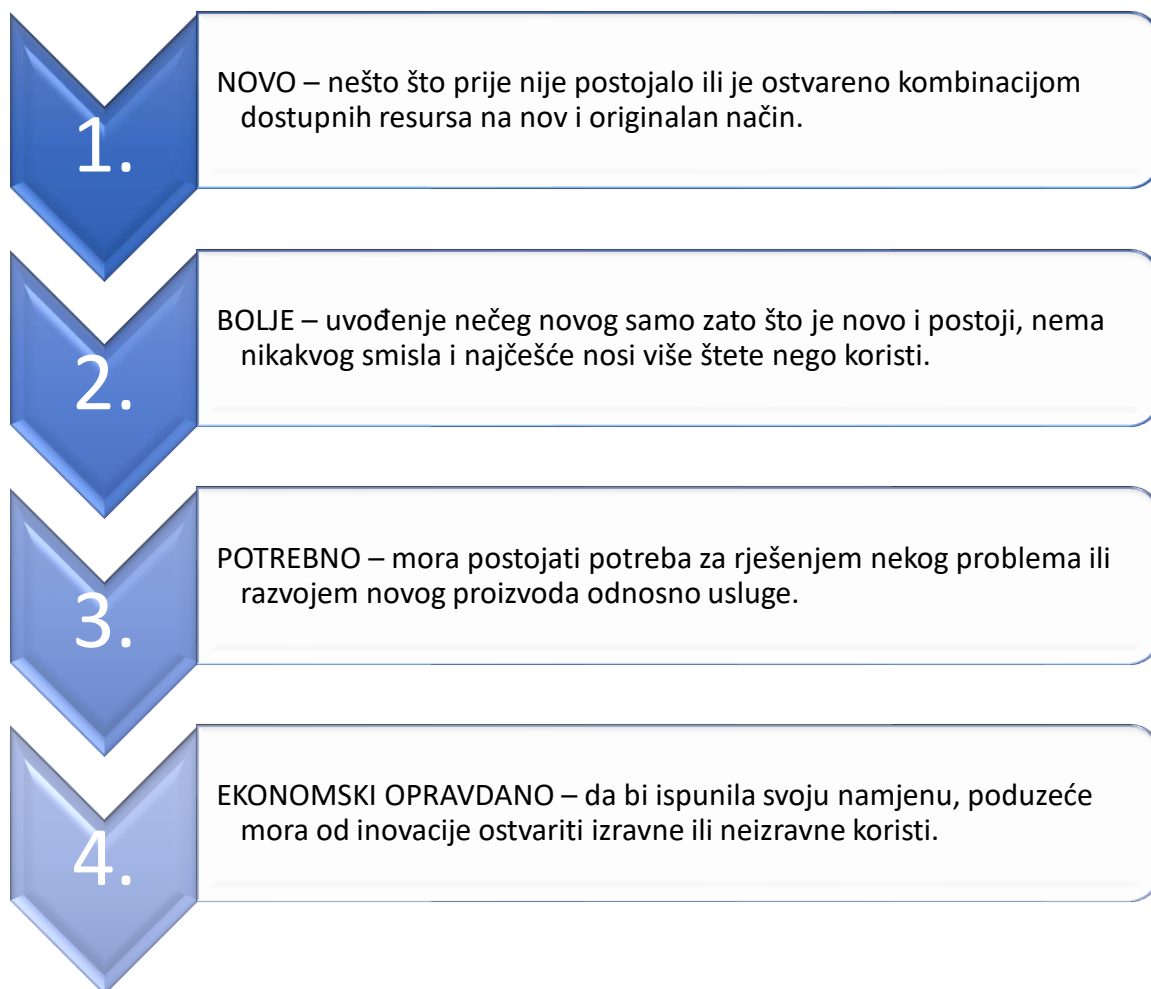 1.
NOVO – nešto što prije nije postojalo ili je ostvareno kombinacijom
dostupnih resursa na nov i originalan način.
2.
BOLJE – uvođenje nečeg novog samo zato što je novo i postoji, nema
nikakvog smisla i najčešće nosi više štete nego koristi.
3.
POTREBNO – mora postojati potreba za rješenjem nekog problema ili
razvojem novog proizvoda odnosno usluge.
4.
EKONOMSKI OPRAVDANO – da bi ispunila svoju namjenu, poduzeće
mora od inovacije ostvariti izravne ili neizravne koristi.